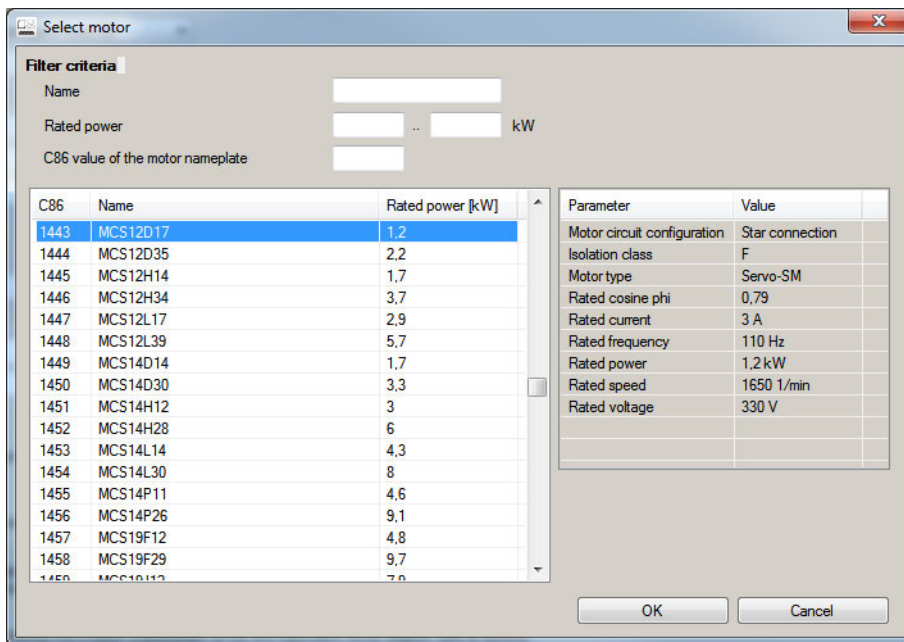 Select motor
Filter criteria
Name
Rated power .. kW
C86 value of the motor nameplate
C86 Name Rated power [kW]
1443 MCS12D17 1,2
1444 MCS12D35 2,2
1445 MCS12H14 1,7
1446 MCS12H34 3,7
1447 MCS12L17 2,9
1448 MCS12L39 5,7
1449 MCS14D14 1,7
1450 MCS14D30 3,3
1451 MCS14H12 3
1452 MCS14H28 6
1453 MCS14L14 4,3
1454 MCS14L30 8
1455 MCS14P11 4,6
1456 MCS14P26 9,1
1457 MCS19F12 4,8
1458 MCS19F29 9,7
Parameter Value
Motor circuit configuration Star connection
Isolation class F
Motor type Servo-SM
Rated cosine phi 0,79
Rated current 3 A
Rated frequency 110 Hz
Rated power 1,2 kW
Rated speed 1650 1/min
Rated voltage 330 V
OK Cancel